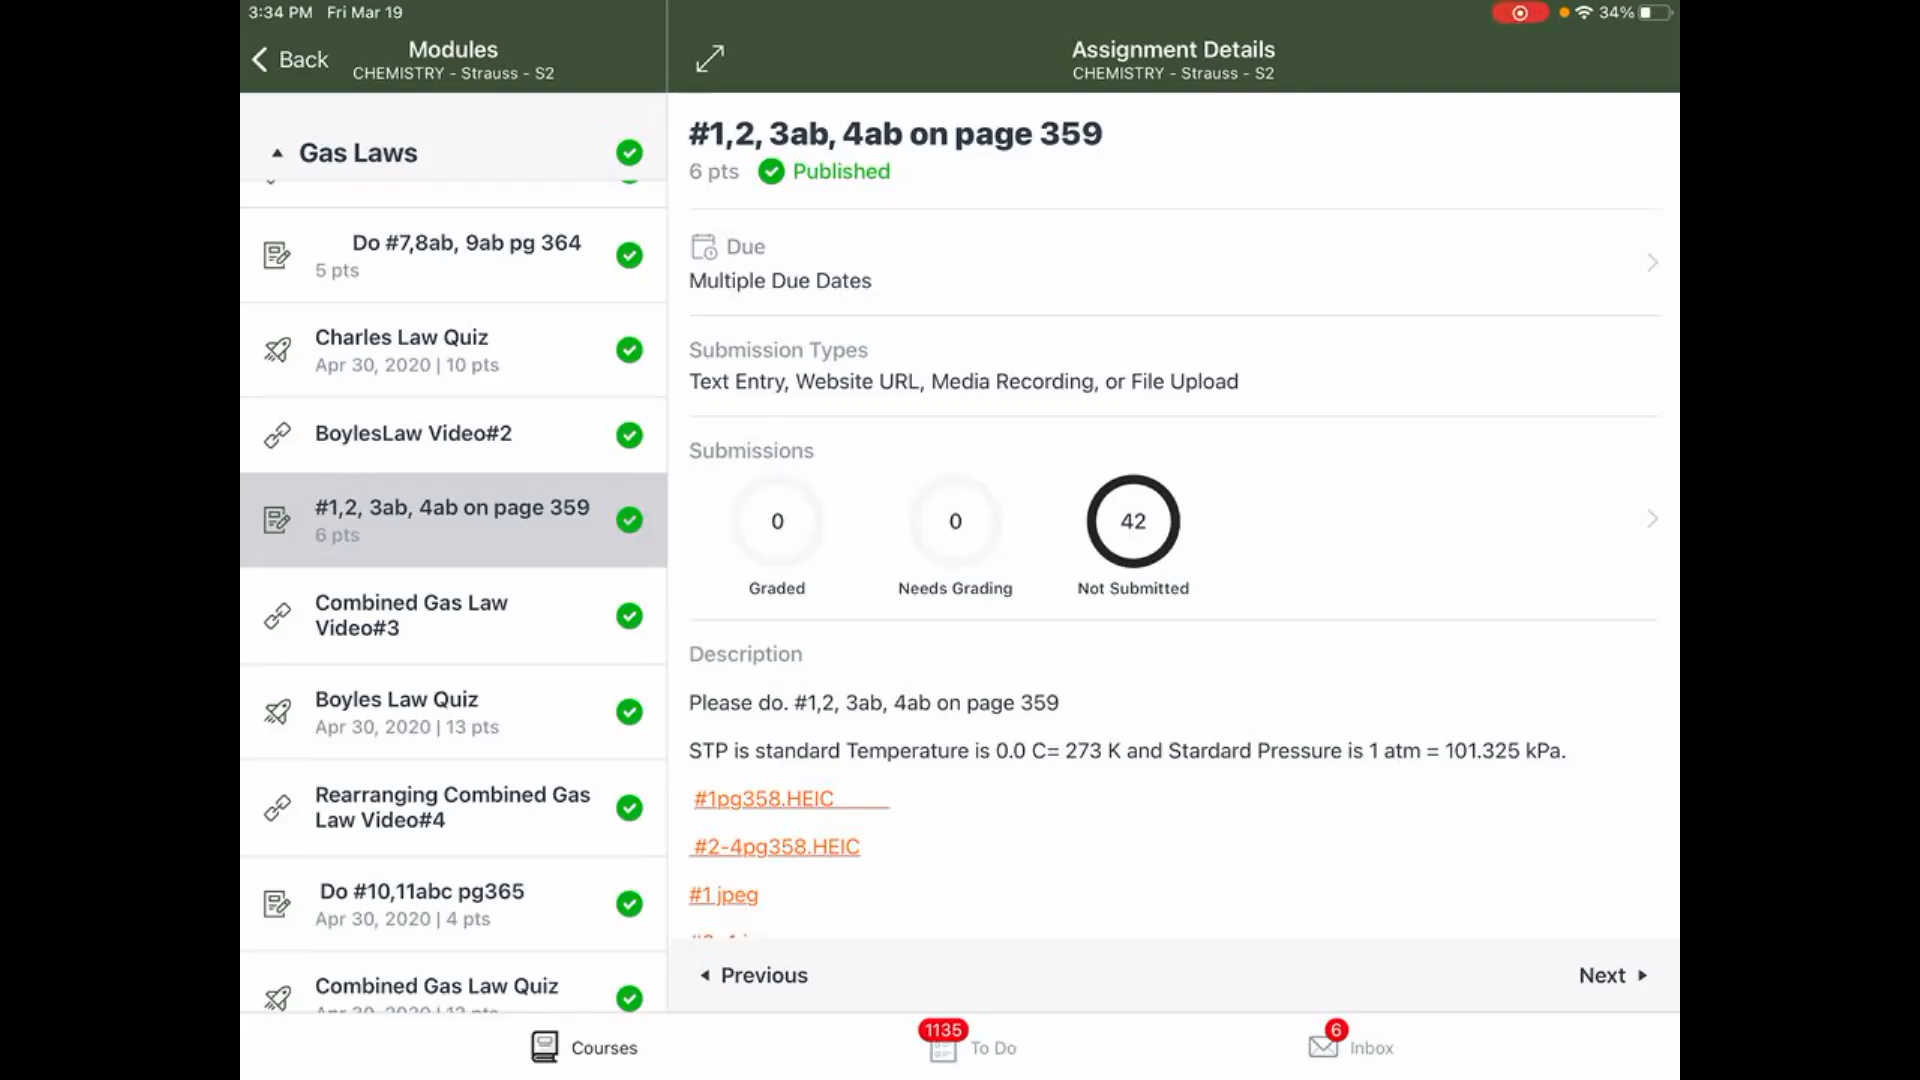 3:34 PM Fri Mar 19
34%
Back
Modules
CHEMISTRY - Strauss - S2
Assignment Details
CHEMISTRY - Strauss - S2
Gas Laws
Do #7,8ab, 9ab pg 364
5 pts
Charles Law Quiz
Apr 30, 2020 | 10 pts
BoylesLaw Video#2
#1,2, 3ab, 4ab on page 359
6 pts
Combined Gas Law
Video#3
Boyles Law Quiz
Apr 30, 2020 | 13 pts
Rearranging Combined Gas
Law Video#4
Do #10,11abc pg365
Apr 30, 2020 | 4 pts
Combined Gas Law Quiz
#1,2, 3ab, 4ab on page 359
6 pts Published
Due
Multiple Due Dates
Submission Types
Text Entry, Website URL, Media Recording, or File Upload
Submissions
0
0
42
Graded
Needs Grading
Not Submitted
Description
Please do. #1,2, 3ab, 4ab on page 359
STP is standard Temperature is 0.0 C= 273 K and Stardard Pressure is 1 atm = 101.325 kPa.
#1pg358.HEIC
#2-4pg358.HEIC
#1 jpeg
Previous
Next
Courses
1135
To Do
6
Inbox